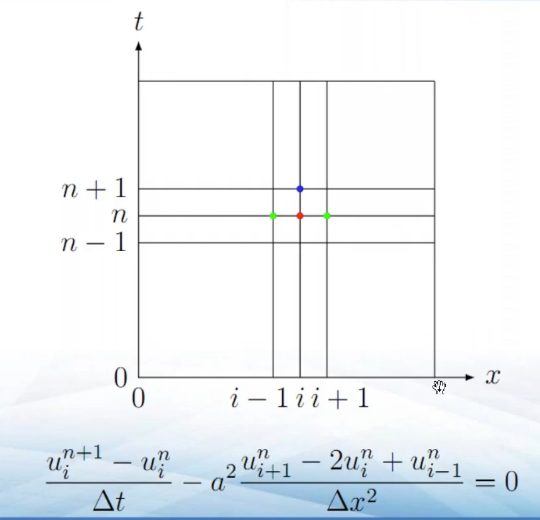 t
n + 1
n
n − 1
0
x
0
i − 1 i i + 1
\frac{u_i^{n+1} - u_i^n}{\Delta t} - a^2 \frac{u_{i+1}^n - 2u_i^n + u_{i-1}^n}{\Delta x^2} = 0